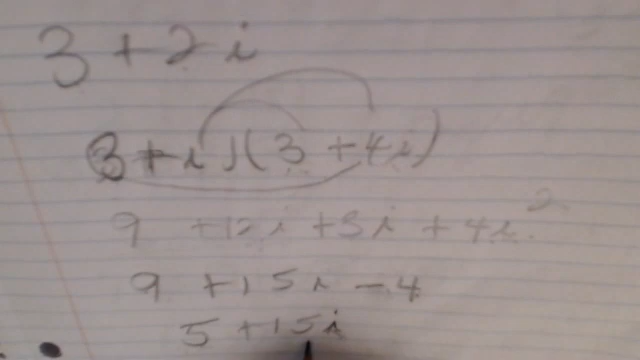 3 + 2i
(3 + i)(3 + 4i)
9 + 12i + 3i + 4i²
9 + 15i - 4
5 + 15i